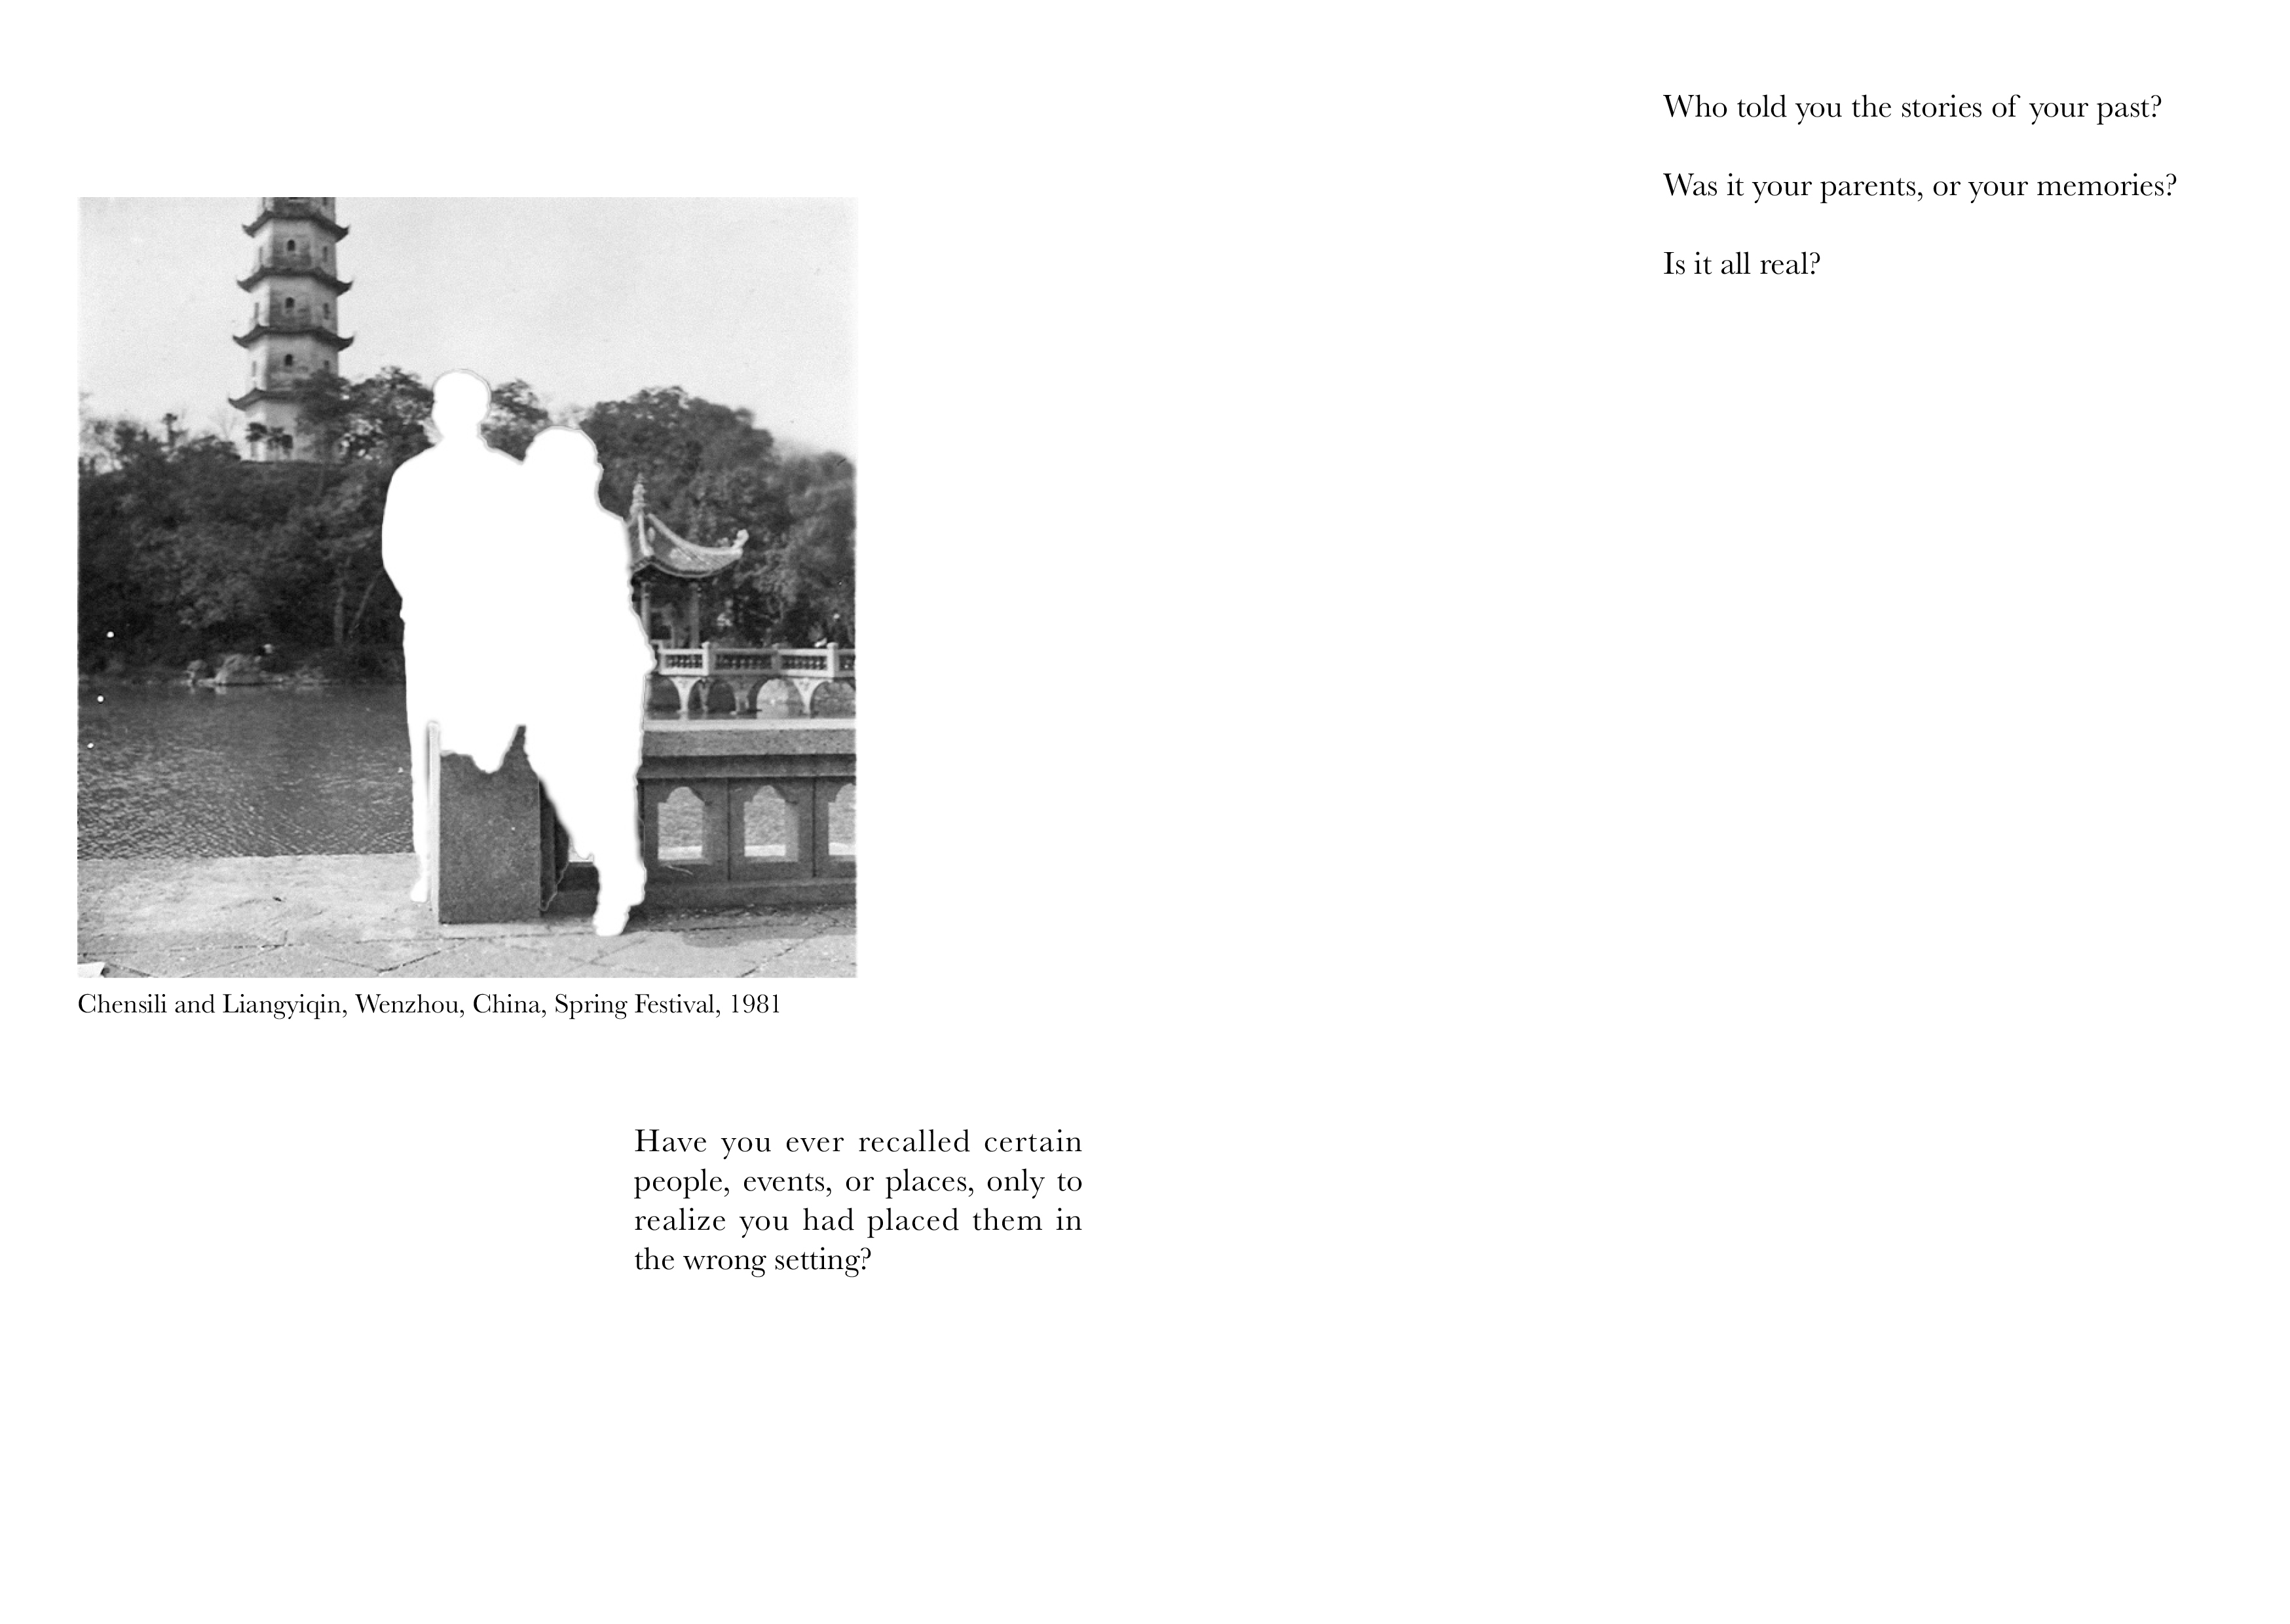 Chensili and Liangyiqin, Wenzhou, China, Spring Festival, 1981
Have you ever recalled certain
people, events, or places, only to
realize you had placed them in
the wrong setting?
Who told you the stories of your past?
Was it your parents, or your memories?
Is it all real?